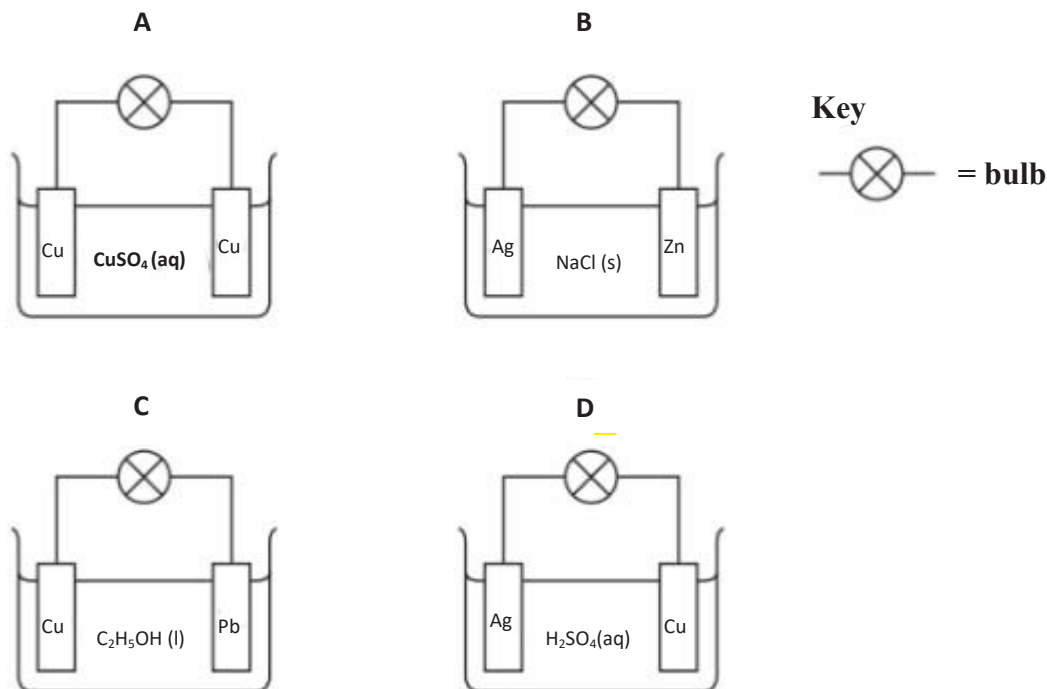 A
B
Key
= bulb
Cu
CuSO₄ (aq)
Cu
Ag
NaCl (s)
Zn
C
D
Cu
C₂H₅OH (l)
Pb
Ag
H₂SO₄(aq)
Cu